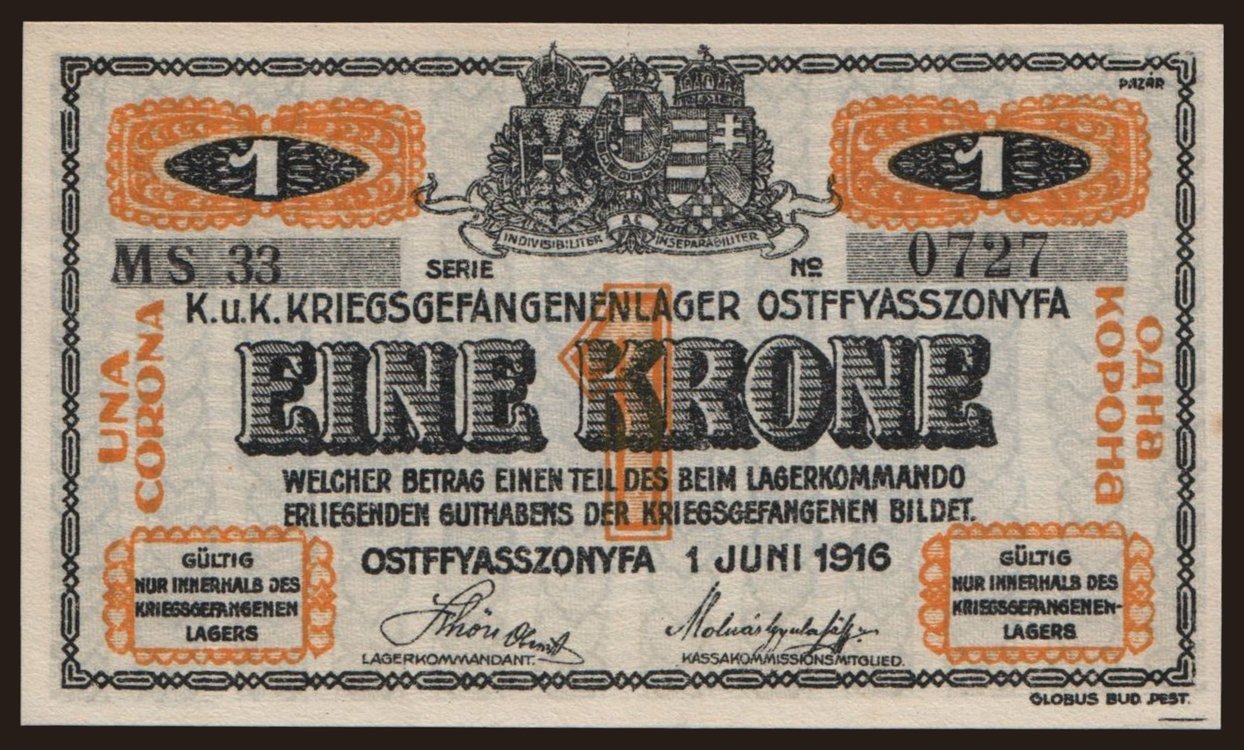 PAZÁR
1
1
INDIVISIBILITER AC INSEPARABILITER
MS 33 SERIE No 0727
K.u.K. KRIEGSGEFANGENENLAGER OSTFFYASSZONYFA
UNA
CORONA
1
EINE KRONE
ОДНА
КОРОНА
WELCHER BETRAG EINEN TEIL DES BEIM LAGERKOMMANDO
ERLIEGENDEN GUTHABENS DER KRIEGSGEFANGENEN BILDET.
OSTFFYASSZONYFA 1 JUNI 1916
GÜLTIG
NUR INNERHALB DES
KRIEGSGEFANGENEN
LAGERS
LAGERKOMMANDANT.
KASSAKOMMISSIONSMITGLIED.
GÜLTIG
NUR INNERHALB DES
KRIEGSGEFANGENEN-
LAGERS
GLOBUS BUD.PEST.